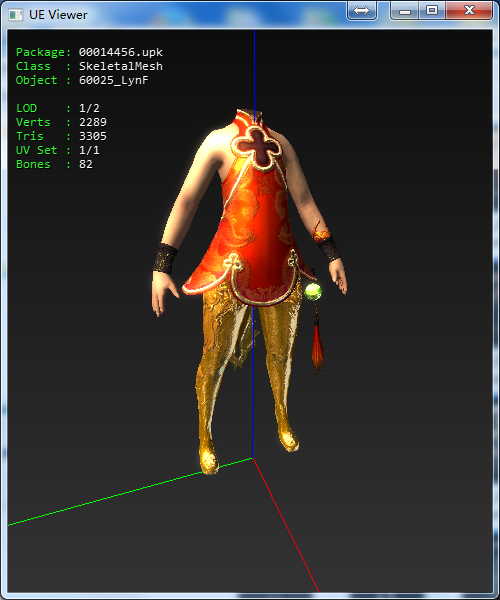 UE Viewer
Package: 00014456.upk
Class  : SkeletalMesh
Object : 60025_LynF
LOD    : 1/2
Verts  : 2289
Tris   : 3305
UV Set : 1/1
Bones  : 82